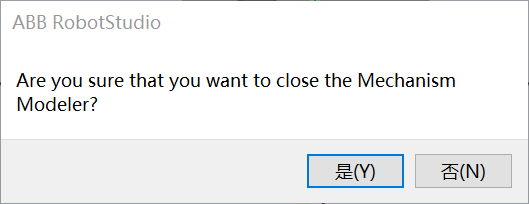 ABB RobotStudio
Are you sure that you want to close the Mechanism
Modeler?
是(Y)
否(N)